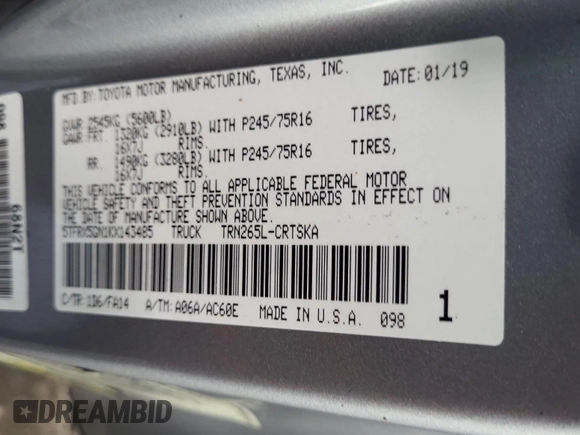 MFD.BY: TOYOTA MOTOR MANUFACTURING, TEXAS, INC. DATE: 01/19
GVWR 2545KG (5600LB)
GAWR: FRT. 1320KG (2910LB) WITH P245/75R16 TIRES,
16X7J RIMS.
RR. 1490KG (3280LB) WITH P245/75R16 TIRES,
16X7J RIMS.
THIS VEHICLE CONFORMS TO ALL APPLICABLE FEDERAL MOTOR
VEHICLE SAFETY AND THEFT PREVENTION STANDARDS IN EFFECT ON
THE DATE OF MANUFACTURE SHOWN ABOVE.
5TFRX5GN1KX143485 TRUCK TRN265L-CRTSKA
C/TR: 1D6/FA14 A/TM: A06A/AC60E MADE IN U.S.A. 098 1
098
68N2T
DREAMBID